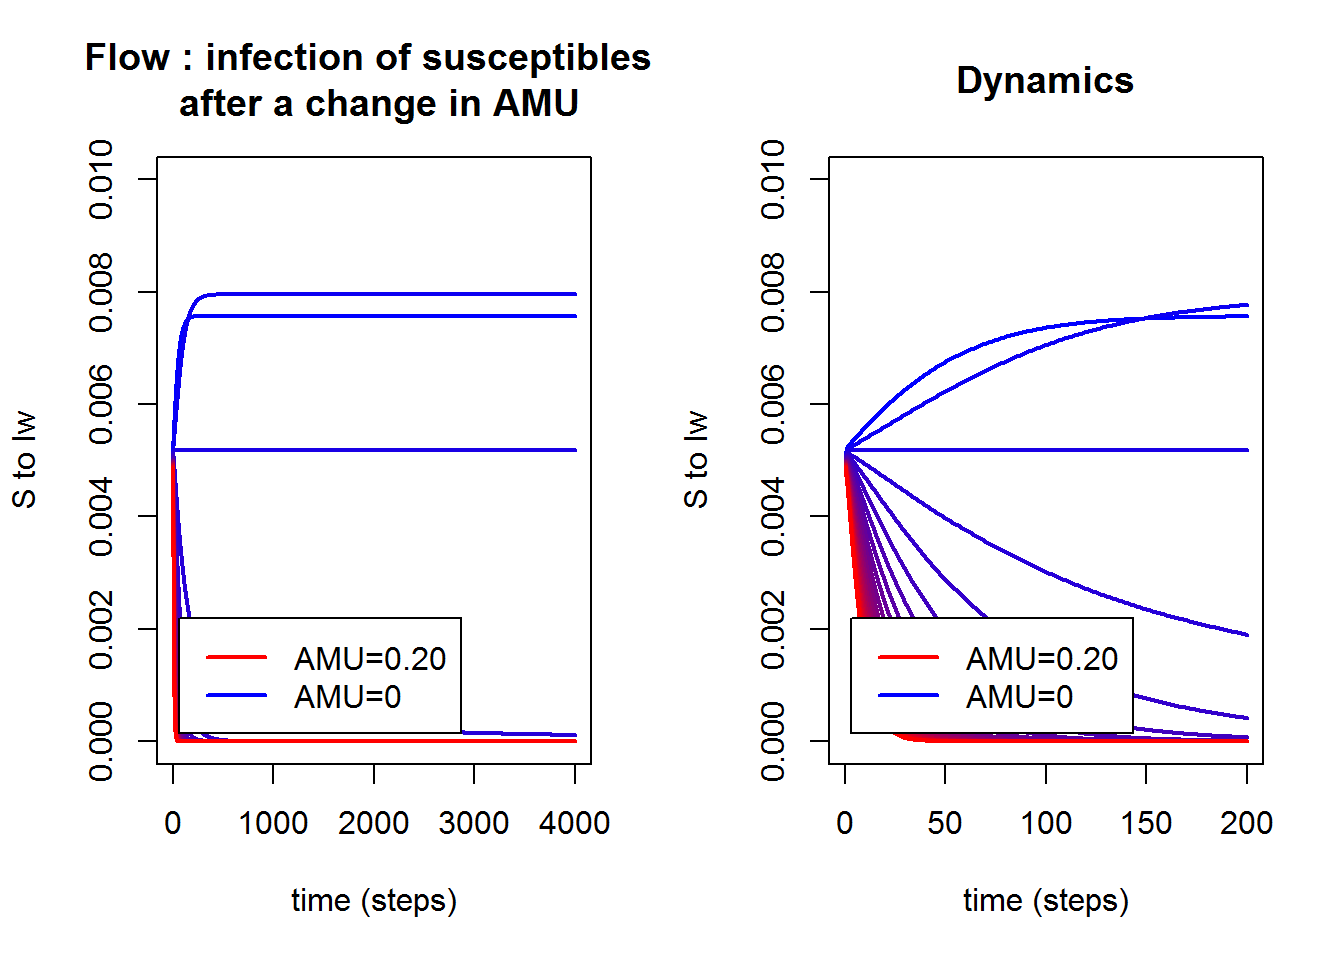 Flow : infection of susceptibles
after a change in AMU
S to Iw
0.010
0.008
0.006
0.004
0.002
0.000
AMU=0.20
AMU=0
0 1000 2000 3000 4000
time (steps)
Dynamics
S to Iw
0.010
0.008
0.006
0.004
0.002
0.000
AMU=0.20
AMU=0
0 50 100 150 200
time (steps)